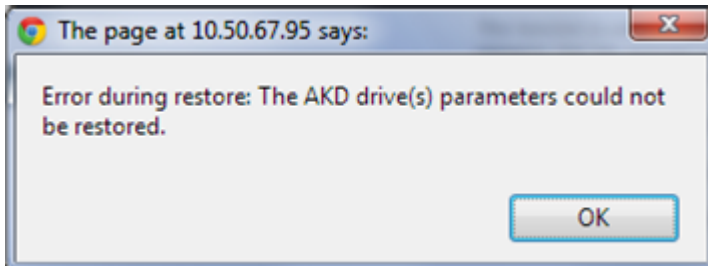 The page at 10.50.67.95 says:
Error during restore: The AKD drive(s) parameters could not
be restored.
OK